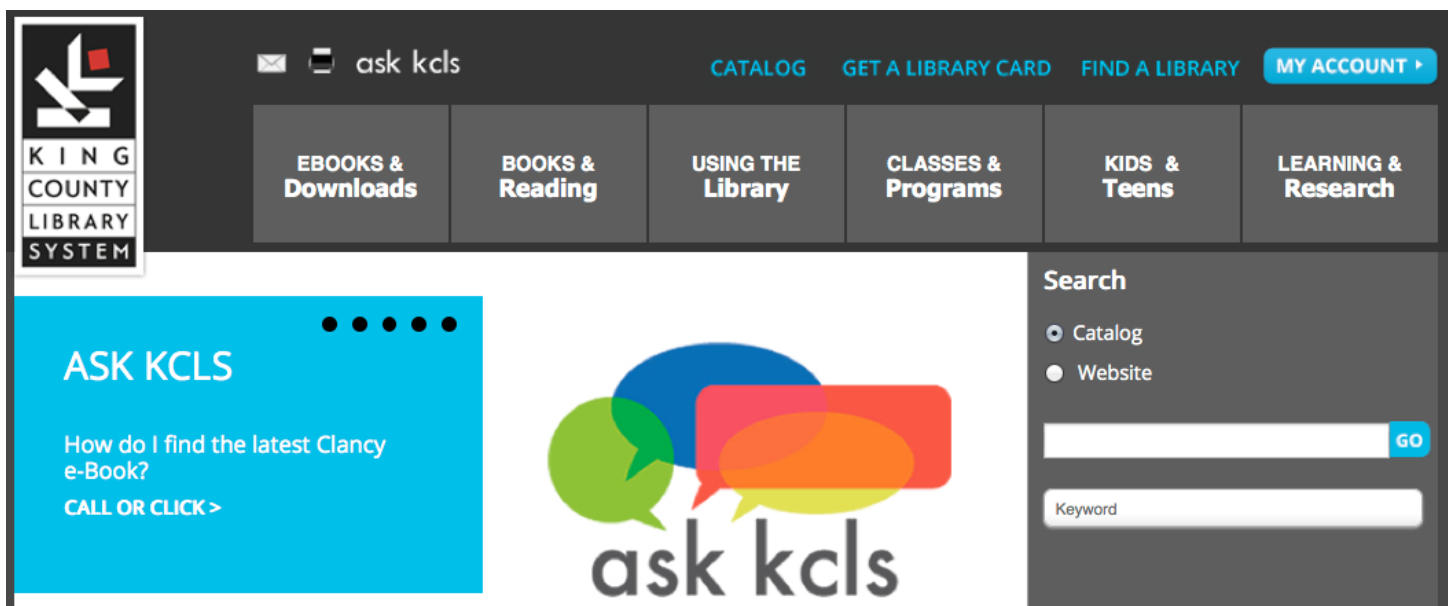 KING
COUNTY
LIBRARY
SYSTEM
ask kcls
CATALOG GET A LIBRARY CARD FIND A LIBRARY MY ACCOUNT
EBOOKS &
Downloads
BOOKS &
Reading
USING THE
Library
CLASSES &
Programs
KIDS &
Teens
LEARNING &
Research
ASK KCLS
How do I find the latest Clancy
e-Book?
CALL OR CLICK >
ask kcls
Search
Catalog
Website
GO
Keyword